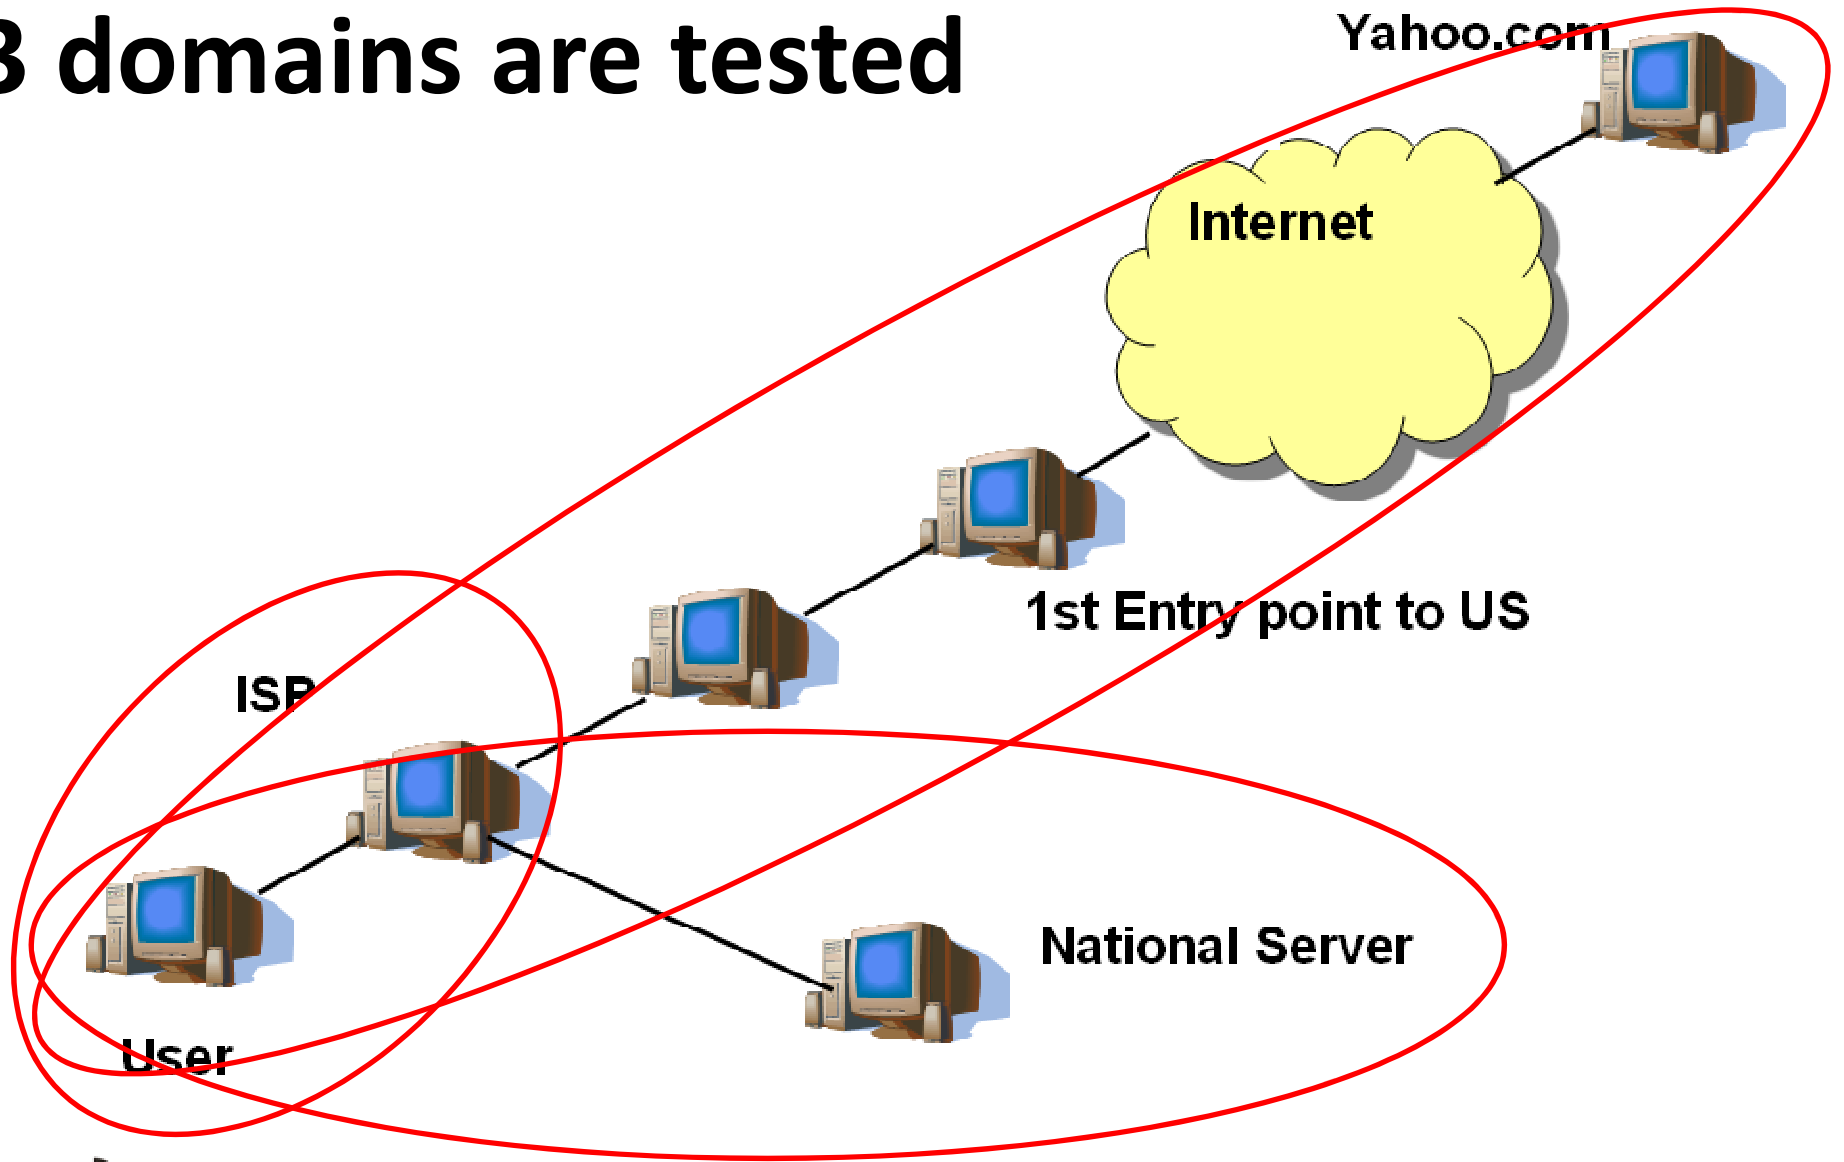 3 domains are tested
Yahoo.com
Internet
1st Entry point to US
ISP
National Server
User